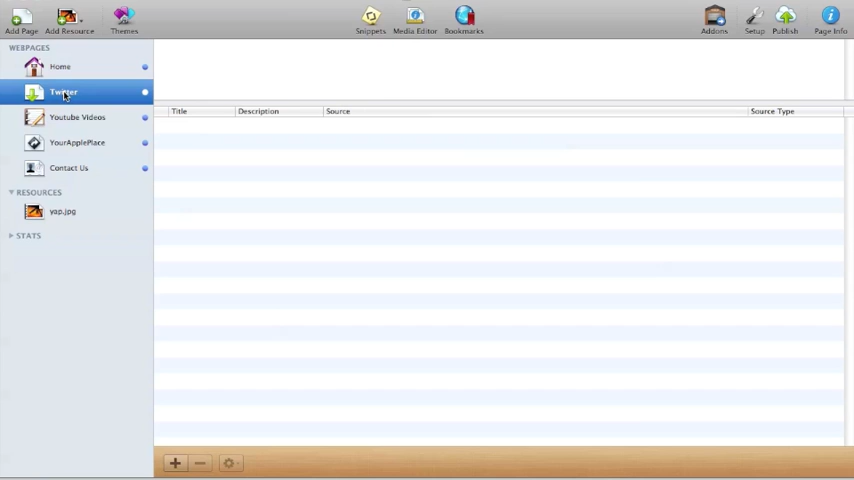 Add Page Add Resource Themes Snippets Media Editor Bookmarks Addons Setup Publish Page Info
WEBPAGES
Home
Twitter
Title Description Source Source Type
Youtube Videos
YourApplePlace
Contact Us
RESOURCES
yap.jpg
STATS